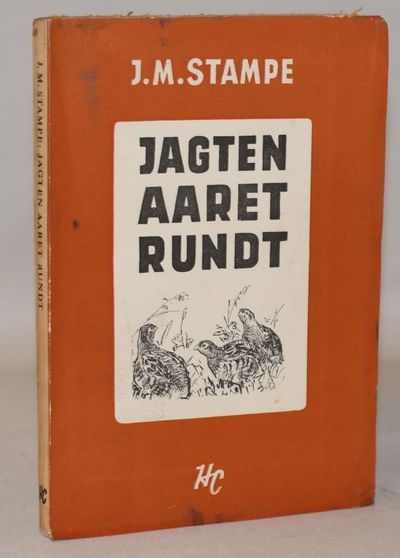 J.M. STAMPE
JAGTEN
AARET
RUNDT
HC
J. M. STAMPE: JAGTEN AARET RUNDT
HC